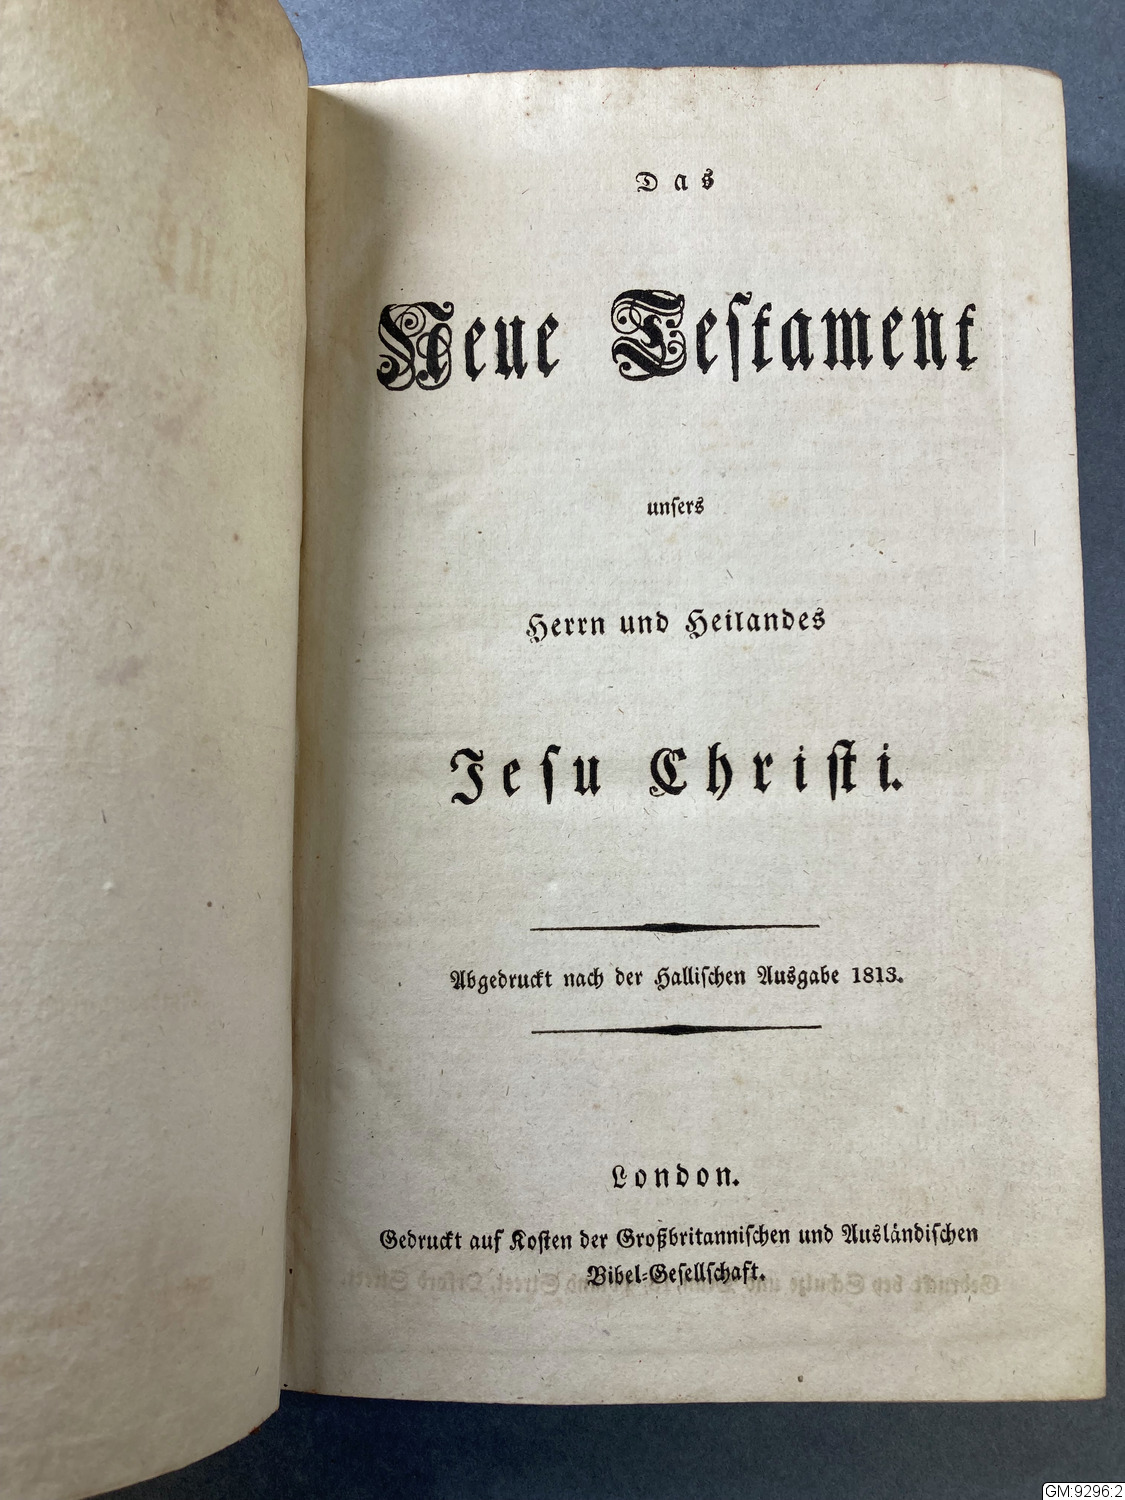 Das
Neue Testament
unsers
Herrn und Heilandes
Jesu Christi.
Abgedruckt nach der Hallischen Ausgabe 1813.
London.
Gedruckt auf Kosten der Großbritannischen und Ausländischen
Bibel-Gesellschaft.
GM:9296:2